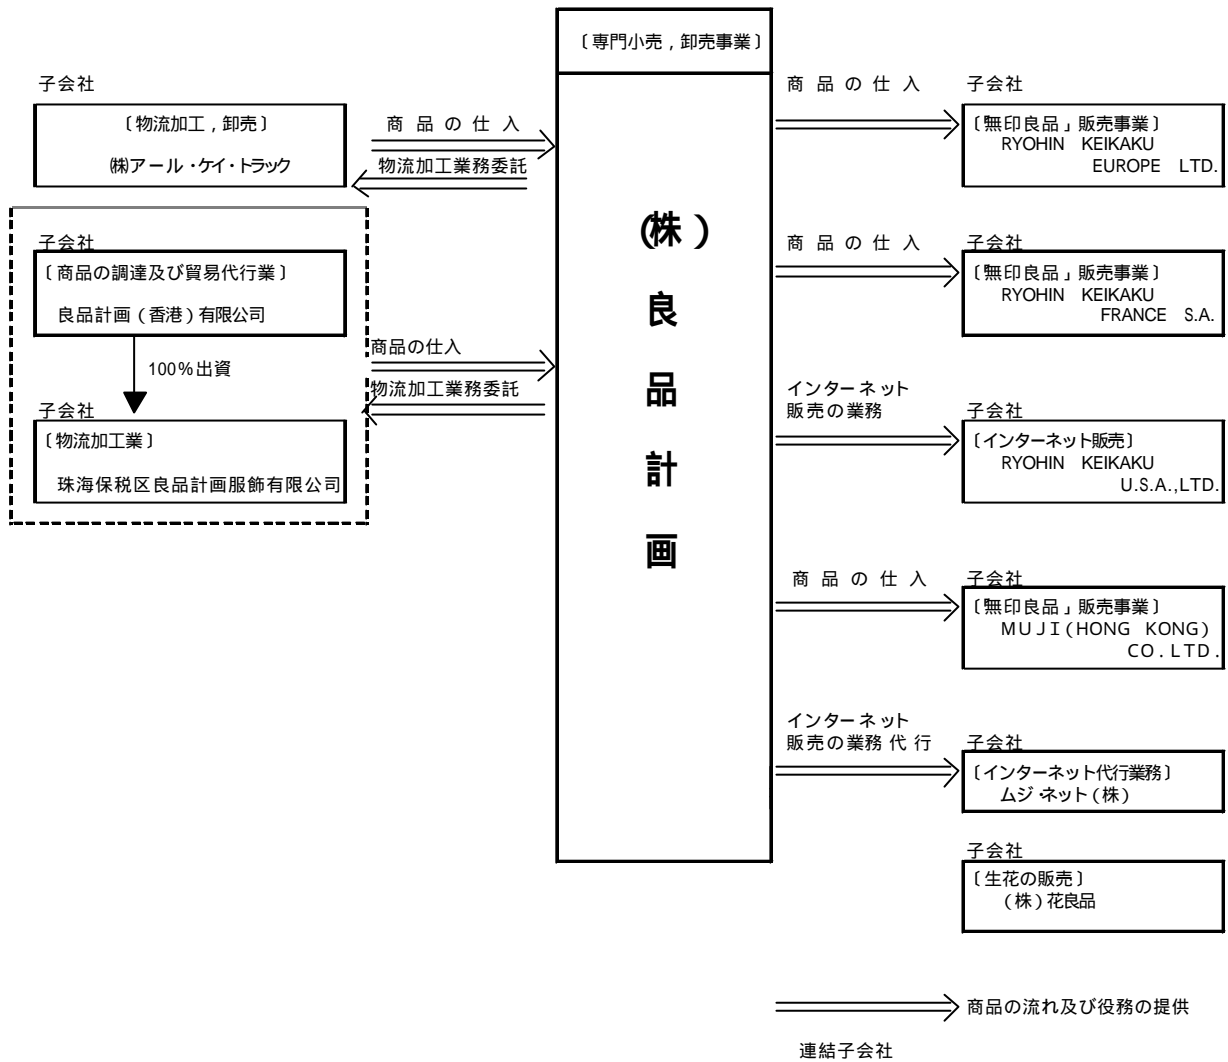 〔専門小売，卸売事業〕
(株)
良
品
計
画
子会社
〔物流加工，卸売〕
㈱アール・ケイ・トラック
商品の仕入
物流加工業務委託
子会社
〔商品の調達及び貿易代行業〕
良品計画（香港）有限公司
100％出資
子会社
〔物流加工業〕
珠海保税区良品計画服飾有限公司
商品の仕入
物流加工業務委託
商品の仕入
子会社
〔「無印良品」販売事業〕
RYOHIN KEIKAKU
EUROPE LTD.
商品の仕入
子会社
〔「無印良品」販売事業〕
RYOHIN KEIKAKU
FRANCE S.A.
インターネット
販売の業務
子会社
〔インターネット販売〕
RYOHIN KEIKAKU
U.S.A.,LTD.
商品の仕入
子会社
〔「無印良品」販売事業〕
MUJI(HONG KONG)
CO.LTD.
インターネット
販売の業務代行
子会社
〔インターネット代行業務〕
ムジ・ネット(株)
子会社
〔生花の販売〕
(株)花良品
商品の流れ及び役務の提供
連結子会社